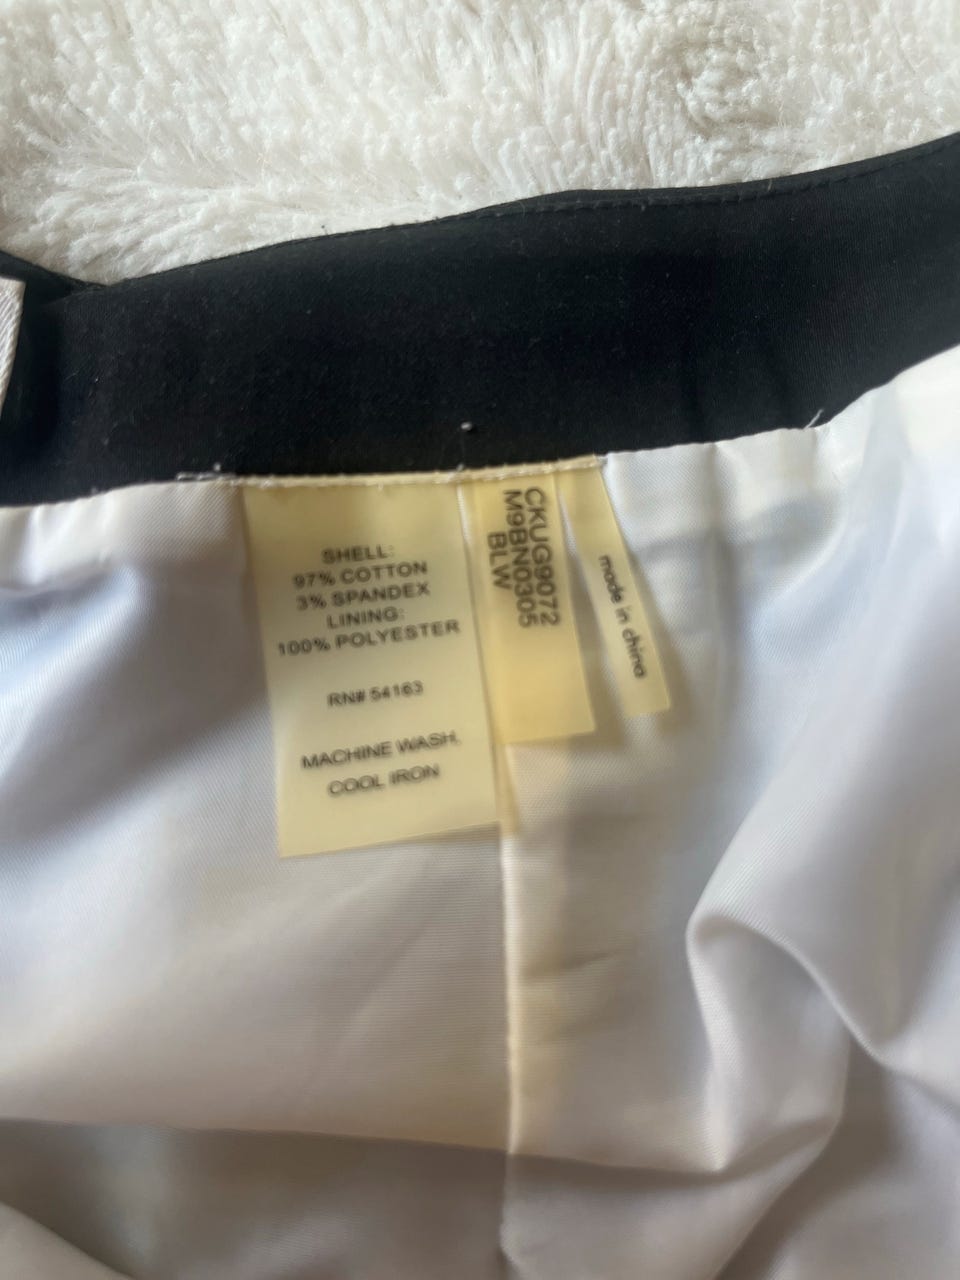 SHELL:
97% COTTON
3% SPANDEX
LINING:
100% POLYESTER
RN# 54163
MACHINE WASH,
COOL IRON
CKUG9072
M9BN0305
BLW
made in china